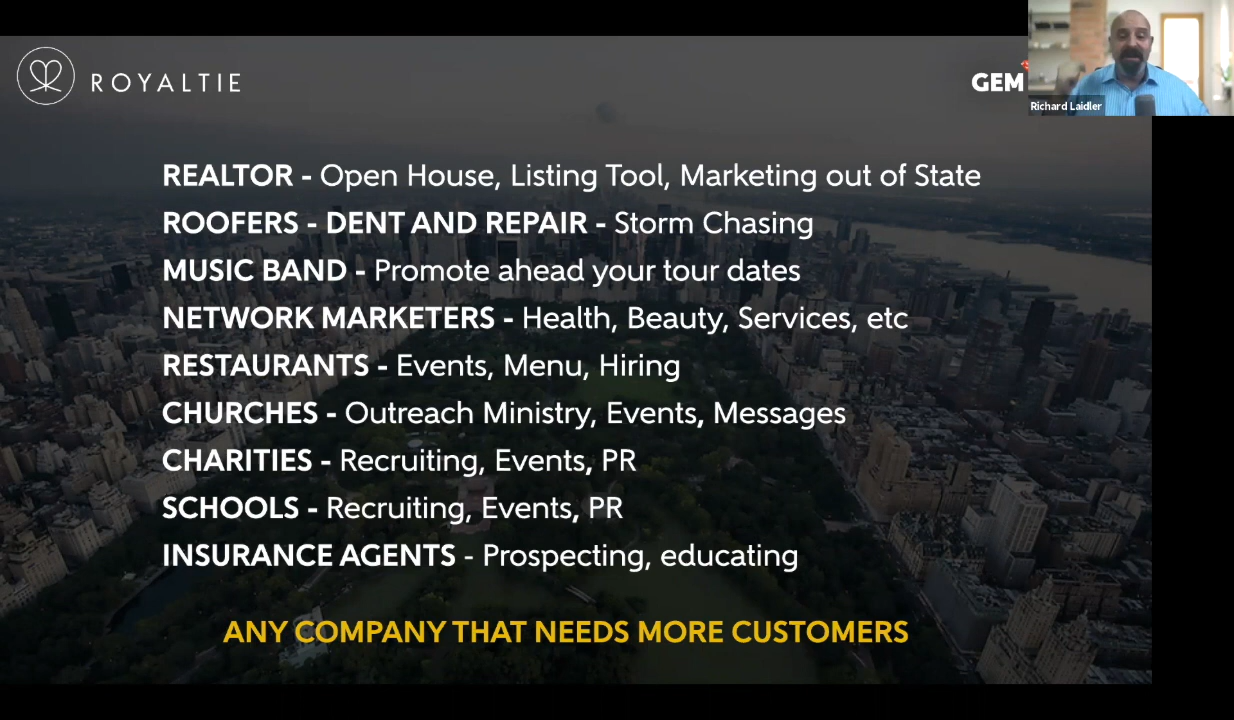 ROYALTIE
GEM
Richard Laidler
REALTOR - Open House, Listing Tool, Marketing out of State
ROOFERS - DENT AND REPAIR - Storm Chasing
MUSIC BAND - Promote ahead your tour dates
NETWORK MARKETERS - Health, Beauty, Services, etc
RESTAURANTS - Events, Menu, Hiring
CHURCHES - Outreach Ministry, Events, Messages
CHARITIES - Recruiting, Events, PR
SCHOOLS - Recruiting, Events, PR
INSURANCE AGENTS - Prospecting, educating
ANY COMPANY THAT NEEDS MORE CUSTOMERS